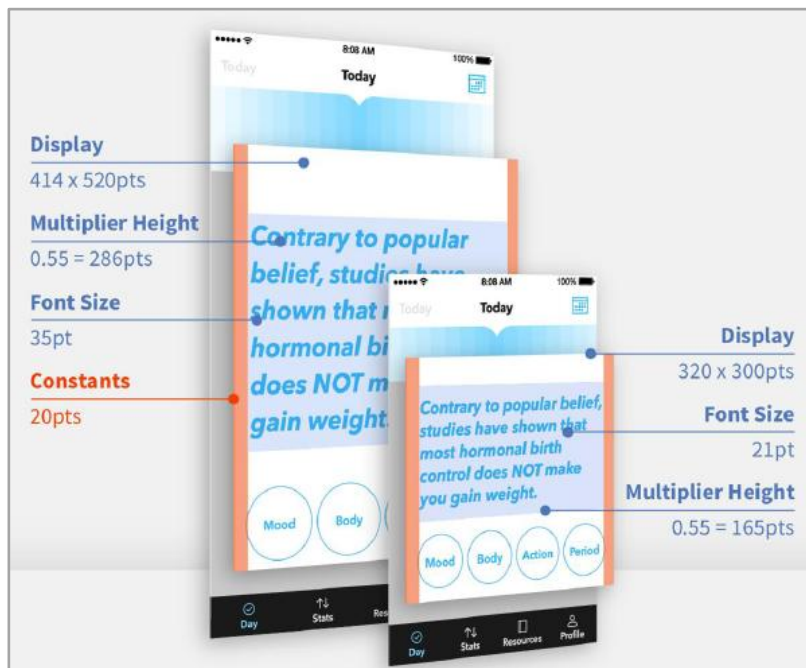 8:08 AM
100%
Today
Today
Display
414 x 520pts
Multiplier Height
0.55 = 286pts
Font Size
35pt
Constants
20pts
Contrary to popular
belief, studies have
shown that
hormonal bi
does NOT m
gain weight.
Mood
Body
Day
Stats
Res
8:08 AM
100%
Today
Today
Contrary to popular belief,
studies have shown that
most hormonal birth
control does NOT make
you gain weight.
Mood
Body
Action
Period
Day
Stats
Resources
Profile
Display
320 x 300pts
Font Size
21pt
Multiplier Height
0.55 = 165pts